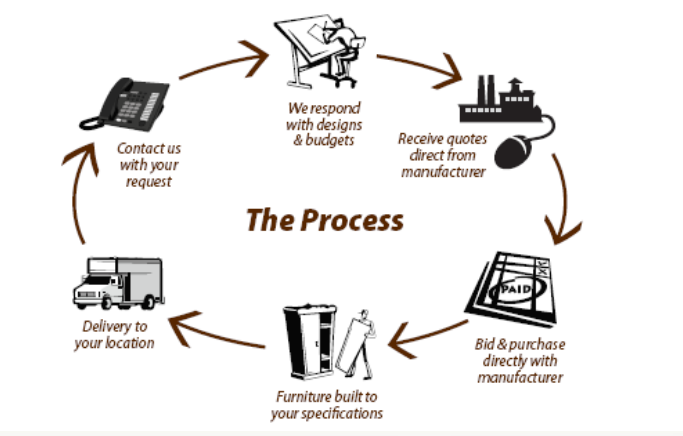 We respond
with designs
& budgets
Receive quotes
direct from
manufacturer
Contact us
with your
request
The Process
PAID
Bid & purchase
directly with
manufacturer
Delivery to
your location
Furniture built to
your specifications